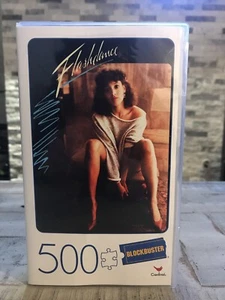 Flashdance
500
BLOCKBUSTER
Cardinal